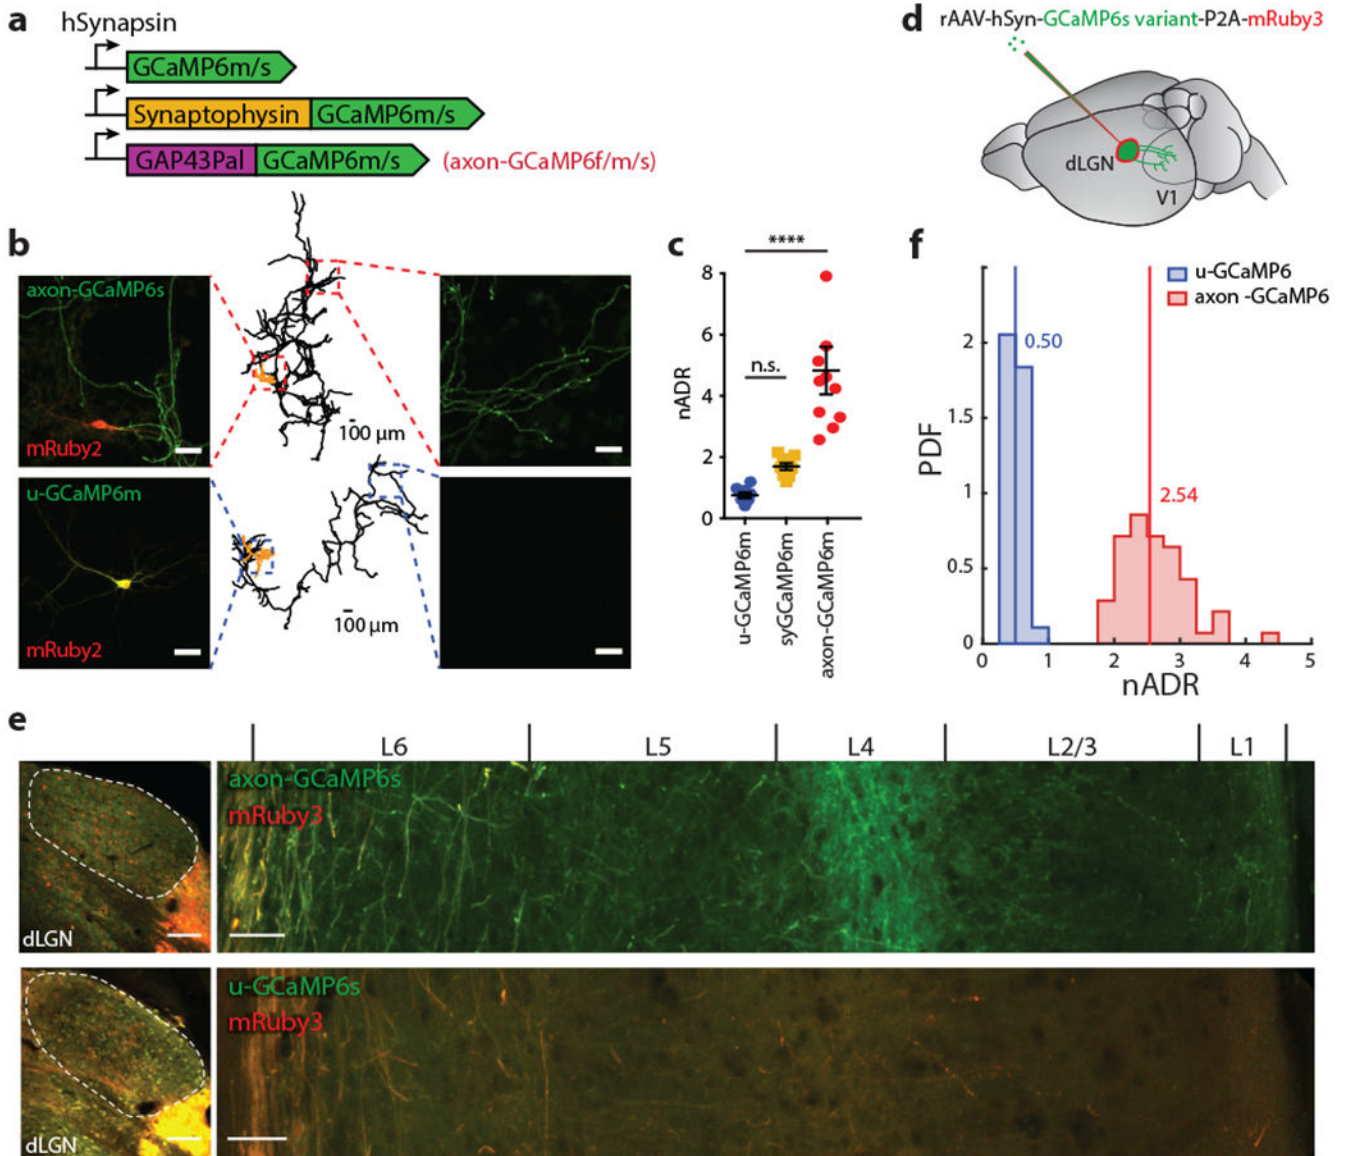 a
hSynapsin
GCaMP6m/s
Synaptophysin GCaMP6m/s
GAP43Pal GCaMP6m/s (axon-GCaMP6f/m/s)
b
axon-GCaMP6s
mRuby2
100 μm
u-GCaMP6m
mRuby2
100 μm
c
****
n.s.
nADR
8
6
4
2
0
u-GCaMP6m
syGCaMP6m
axon-GCaMP6m
d
rAAV-hSyn-GCaMP6s variant-P2A-mRuby3
dLGN
V1
f
u-GCaMP6
axon -GCaMP6
0.50
2.54
PDF
2
1.5
1
0.5
0
0 1 2 3 4 5
nADR
e
L6 L5 L4 L2/3 L1
axon-GCaMP6s
mRuby3
dLGN
u-GCaMP6s
mRuby3
dLGN